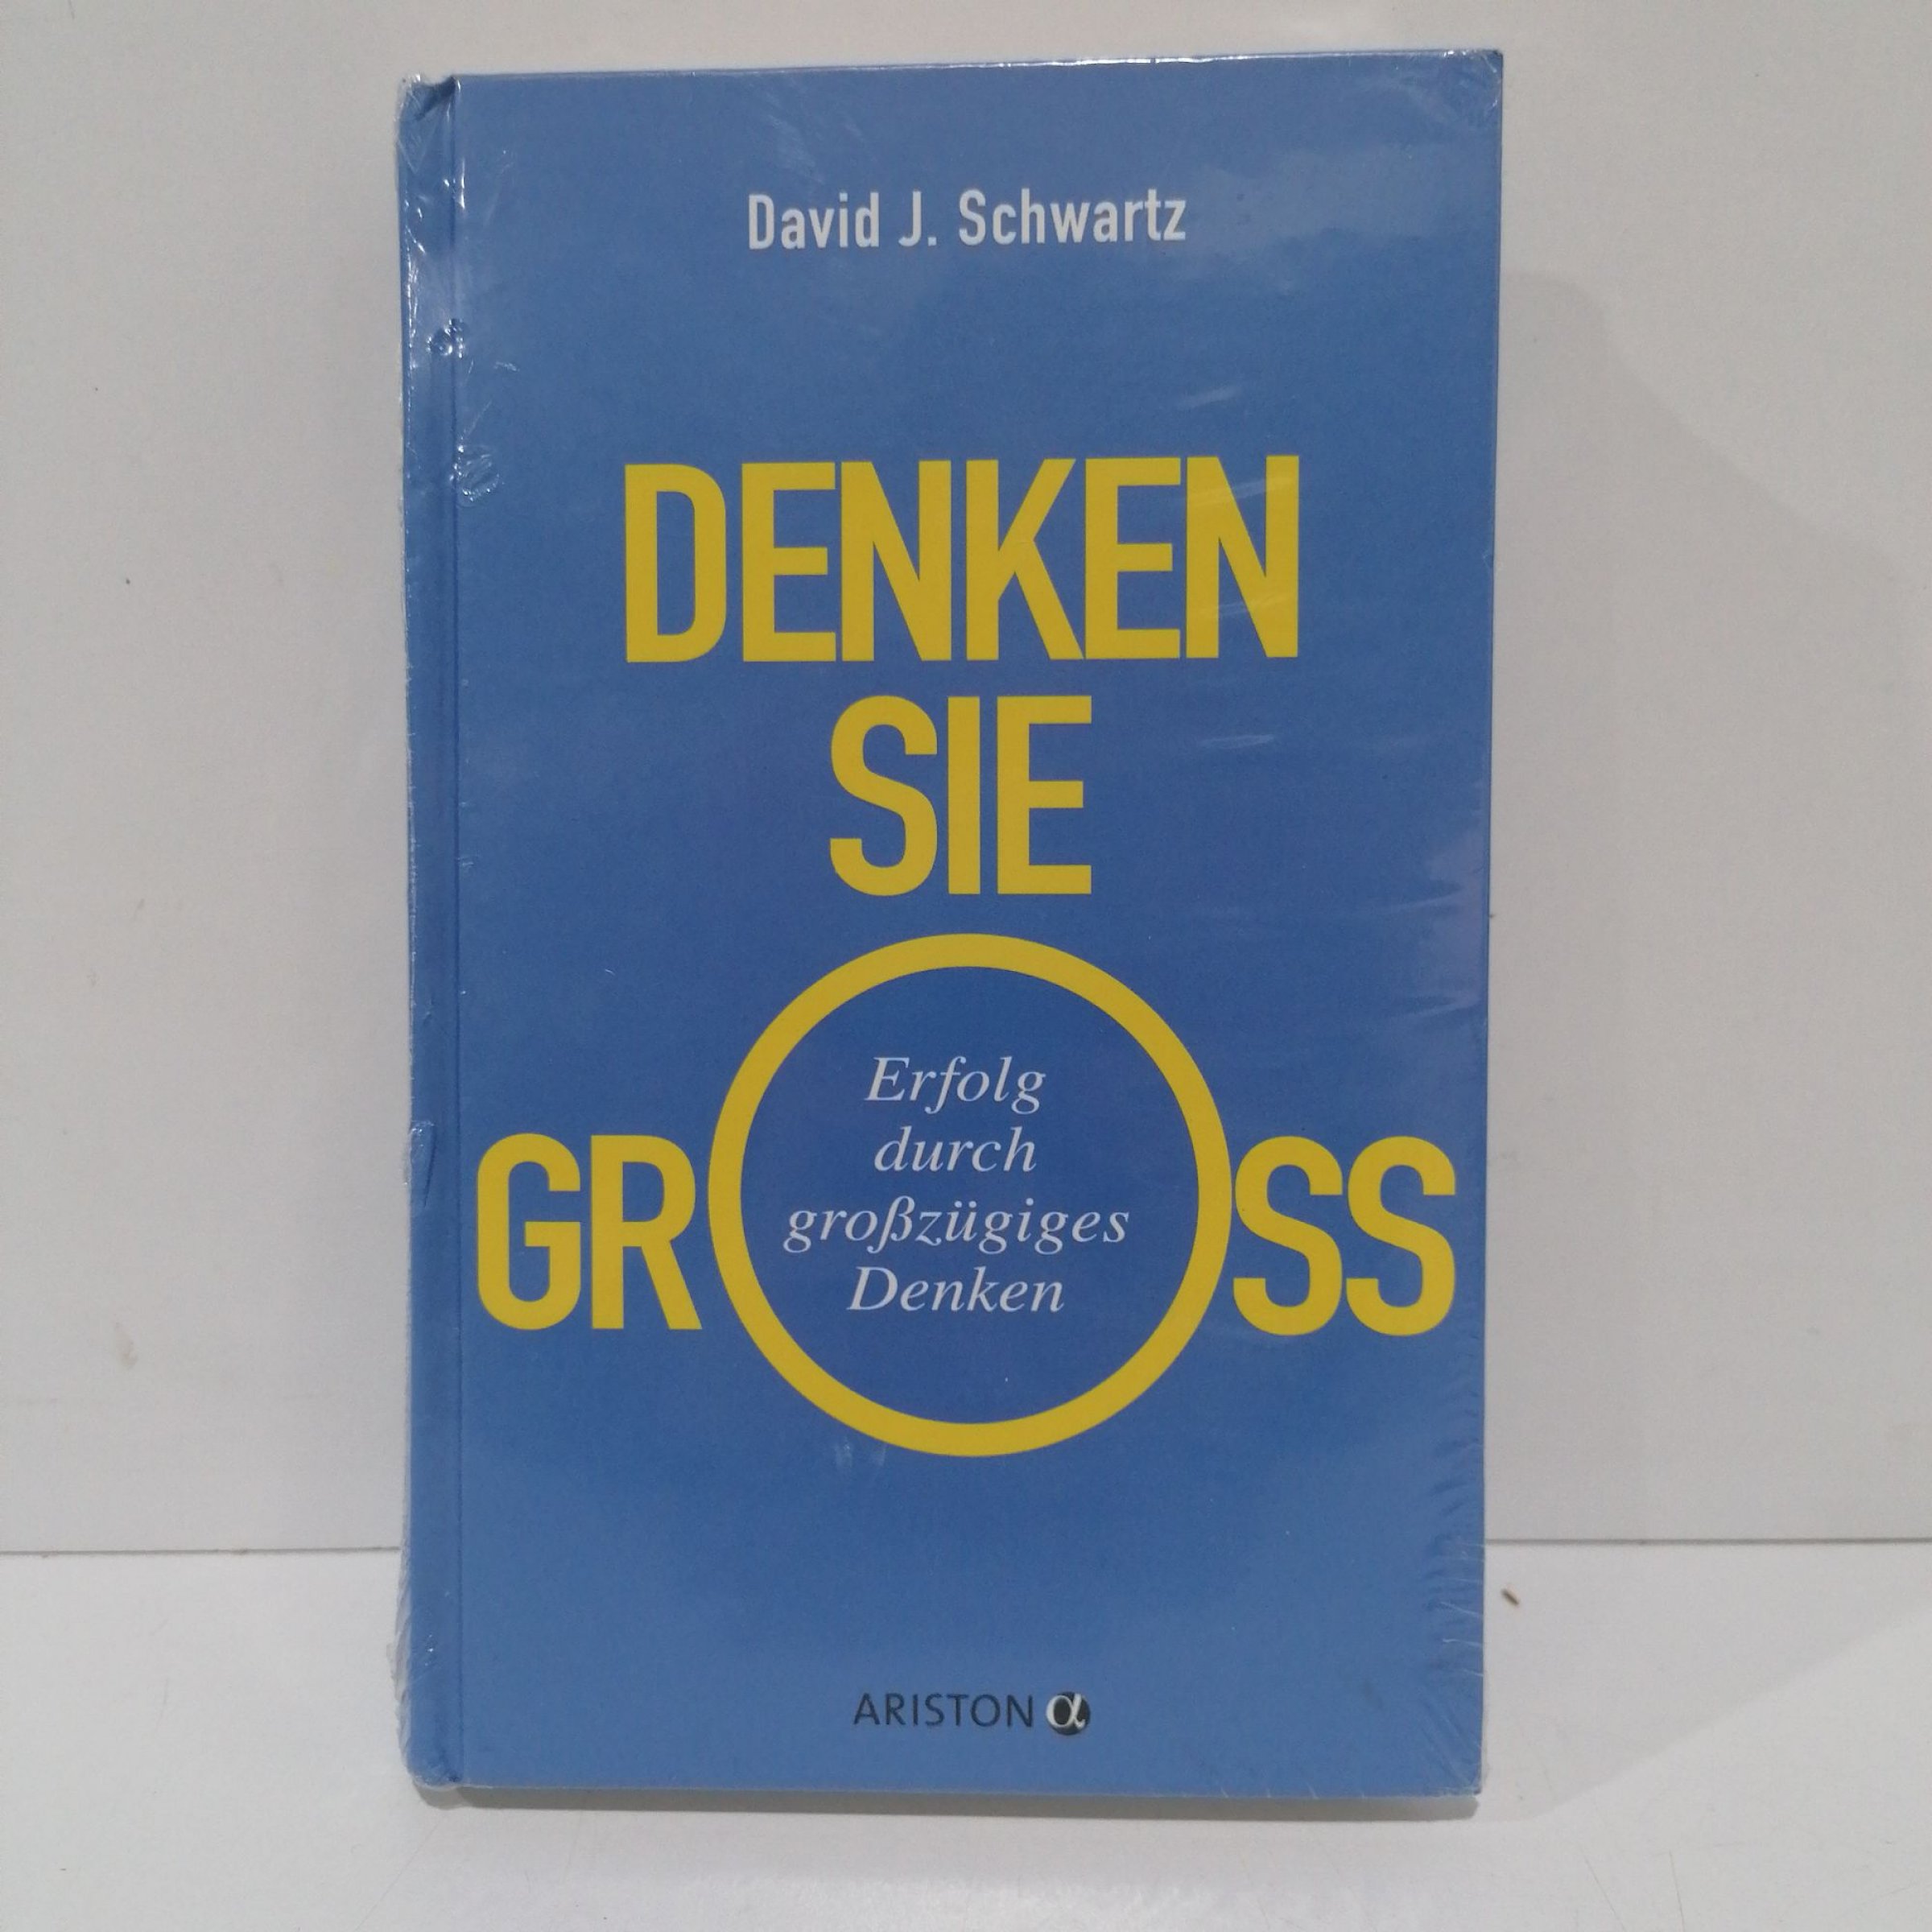 David J. Schwartz
DENKEN
SIE
GROSS
Erfolg
durch
großzügiges
Denken
ARISTON α